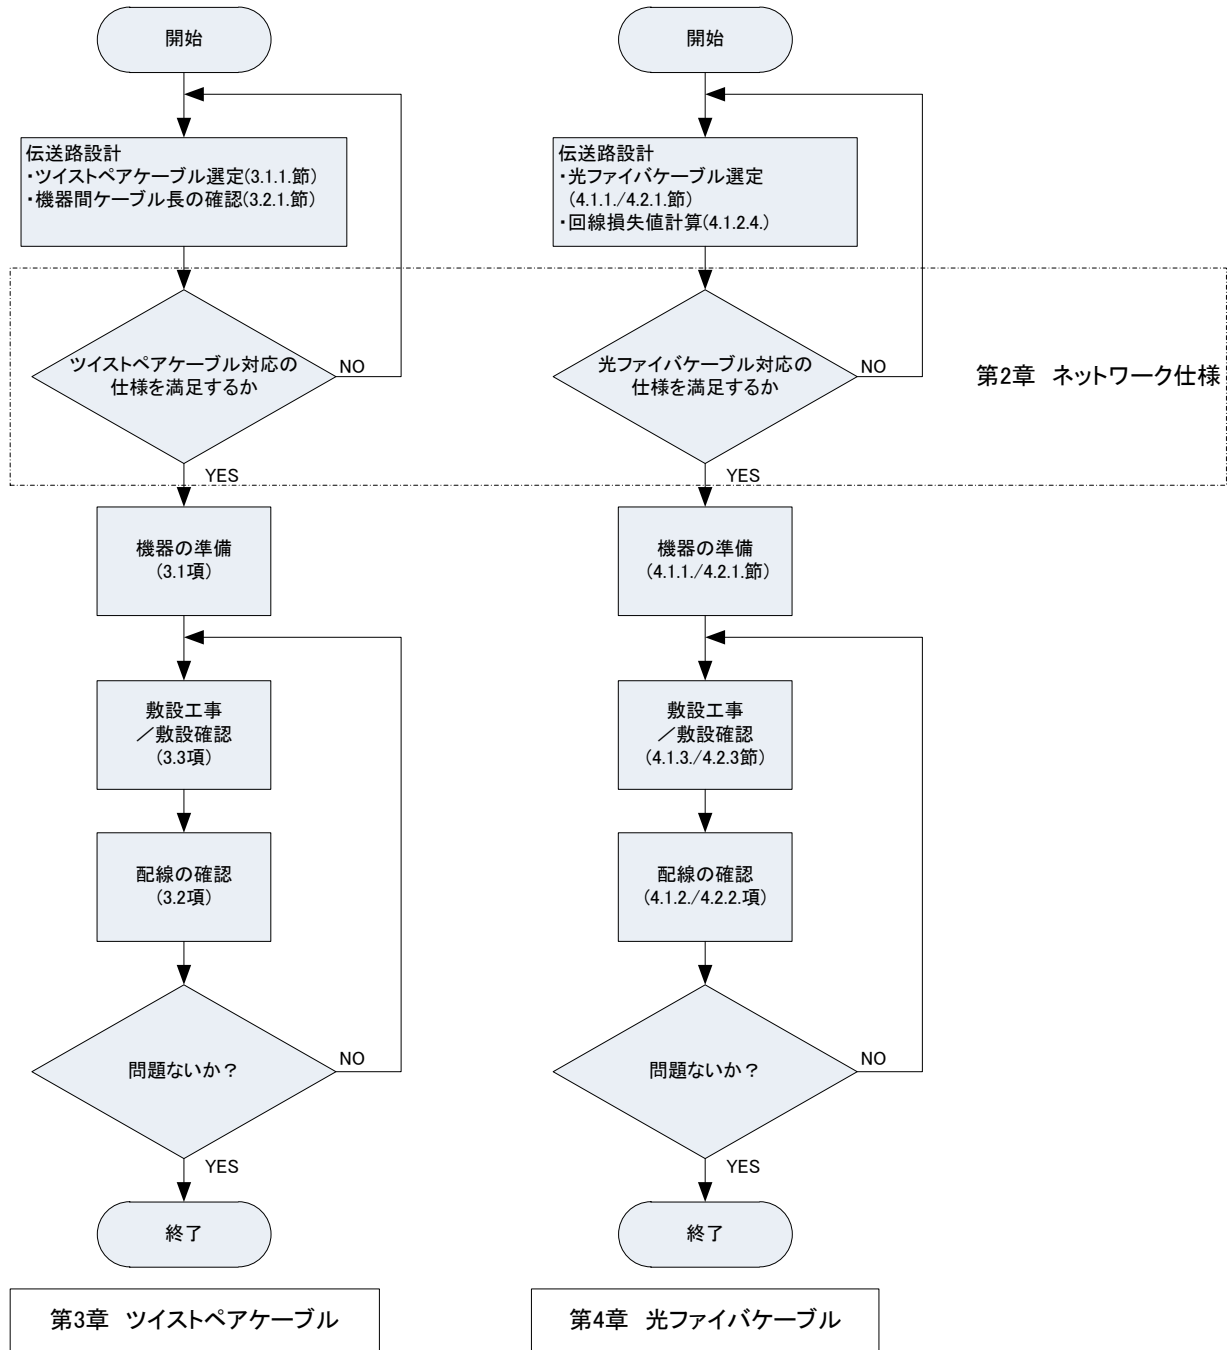 開始
伝送路設計
・ツイストペアケーブル選定(3.1.1.節)
・機器間ケーブル長の確認(3.2.1.節)
ツイストペアケーブル対応の
仕様を満足するか
NO
YES
機器の準備
(3.1項)
敷設工事
／敷設確認
(3.3項)
配線の確認
(3.2項)
問題ないか？
NO
YES
終了
第3章 ツイストペアケーブル
開始
伝送路設計
・光ファイバケーブル選定
(4.1.1./4.2.1.節)
・回線損失値計算(4.1.2.4.)
光ファイバケーブル対応の
仕様を満足するか
NO
YES
第2章 ネットワーク仕様
機器の準備
(4.1.1./4.2.1.節)
敷設工事
／敷設確認
(4.1.3./4.2.3節)
配線の確認
(4.1.2./4.2.2.項)
問題ないか？
NO
YES
終了
第4章 光ファイバケーブル